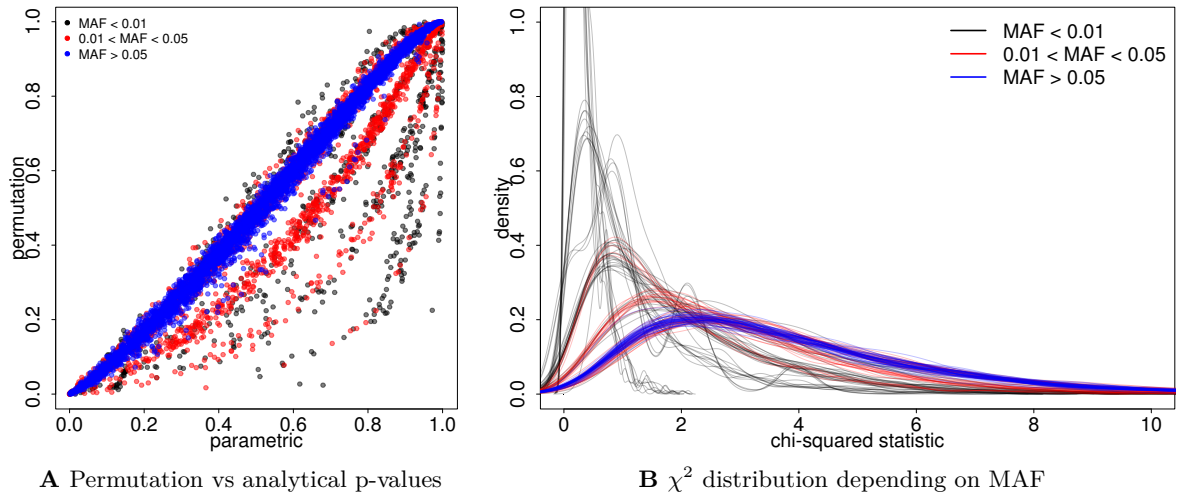 MAF < 0.01
0.01 < MAF < 0.05
MAF > 0.05
permutation
0.0 0.2 0.4 0.6 0.8 1.0
0.0 0.2 0.4 0.6 0.8 1.0
parametric
A Permutation vs analytical p-values
MAF < 0.01
0.01 < MAF < 0.05
MAF > 0.05
density
0.0 0.2 0.4 0.6 0.8 1.0
0 2 4 6 8 10
chi-squared statistic
B χ² distribution depending on MAF